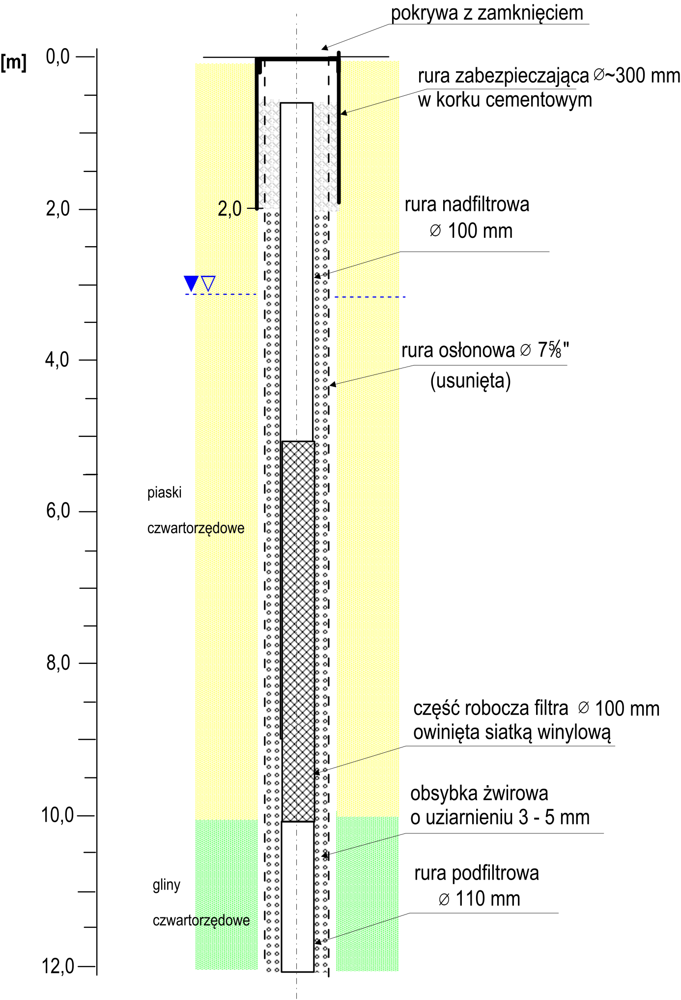 pokrywa z zamknięciem
[m]
0,0
rura zabezpieczająca ∅~300 mm
w korku cementowym
2,0
2,0
rura nadfiltrowa
∅ 100 mm
4,0
rura osłonowa ∅ 7⅝"
(usunięta)
piaski
6,0
czwartorzędowe
8,0
część robocza filtra ∅ 100 mm
owinięta siatką winylową
10,0
obsybka żwirowa
o uziarnieniu 3 - 5 mm
rura podfiltrowa
∅ 110 mm
gliny
czwartorzędowe
12,0